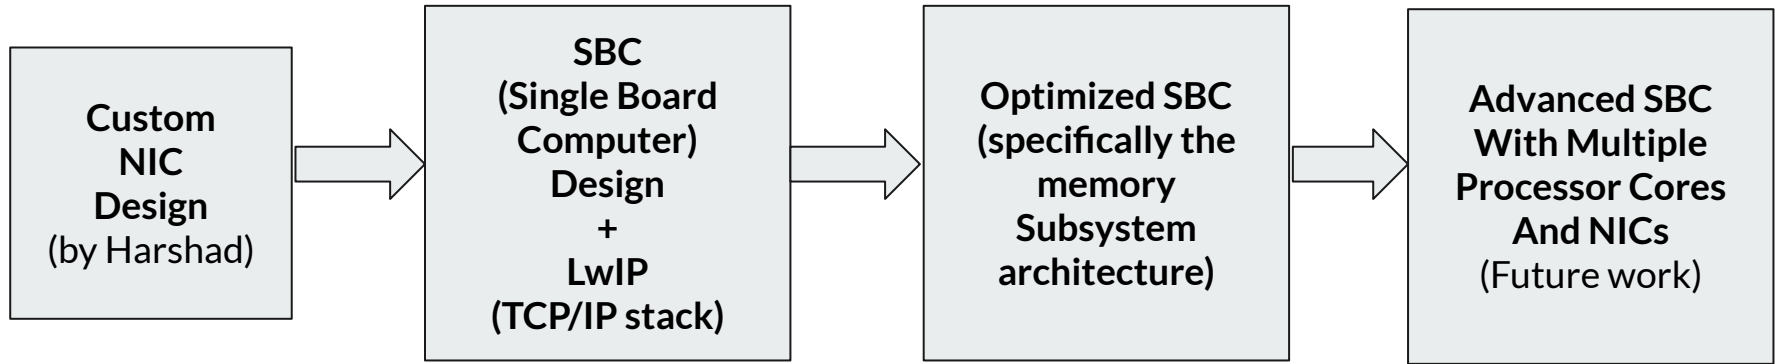 Custom
NIC
Design
(by Harshad)
SBC
(Single Board
Computer)
Design
+
LwIP
(TCP/IP stack)
Optimized SBC
(specifically the
memory
Subsystem
architecture)
Advanced SBC
With Multiple
Processor Cores
And NICs
(Future work)